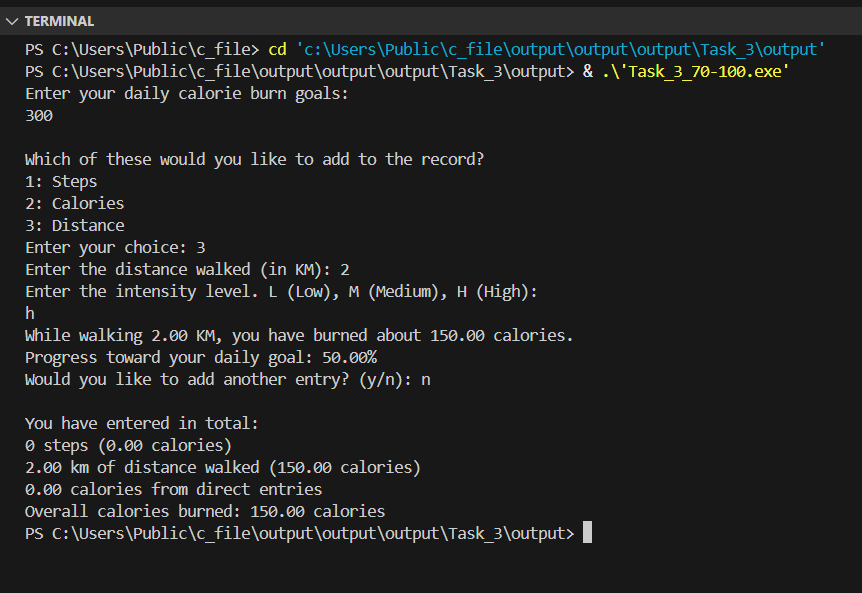 TERMINAL
PS C:\Users\Public\c_file> cd 'c:\Users\Public\c_file\output\output\output\Task_3\output'
PS C:\Users\Public\c_file\output\output\output\Task_3\output> & .\'Task_3_70-100.exe'
Enter your daily calorie burn goals:
300
Which of these would you like to add to the record?
1: Steps
2: Calories
3: Distance
Enter your choice: 3
Enter the distance walked (in KM): 2
Enter the intensity level. L (Low), M (Medium), H (High):
h
While walking 2.00 KM, you have burned about 150.00 calories.
Progress toward your daily goal: 50.00%
Would you like to add another entry? (y/n): n
You have entered in total:
0 steps (0.00 calories)
2.00 km of distance walked (150.00 calories)
0.00 calories from direct entries
Overall calories burned: 150.00 calories
PS C:\Users\Public\c_file\output\output\output\Task_3\output>